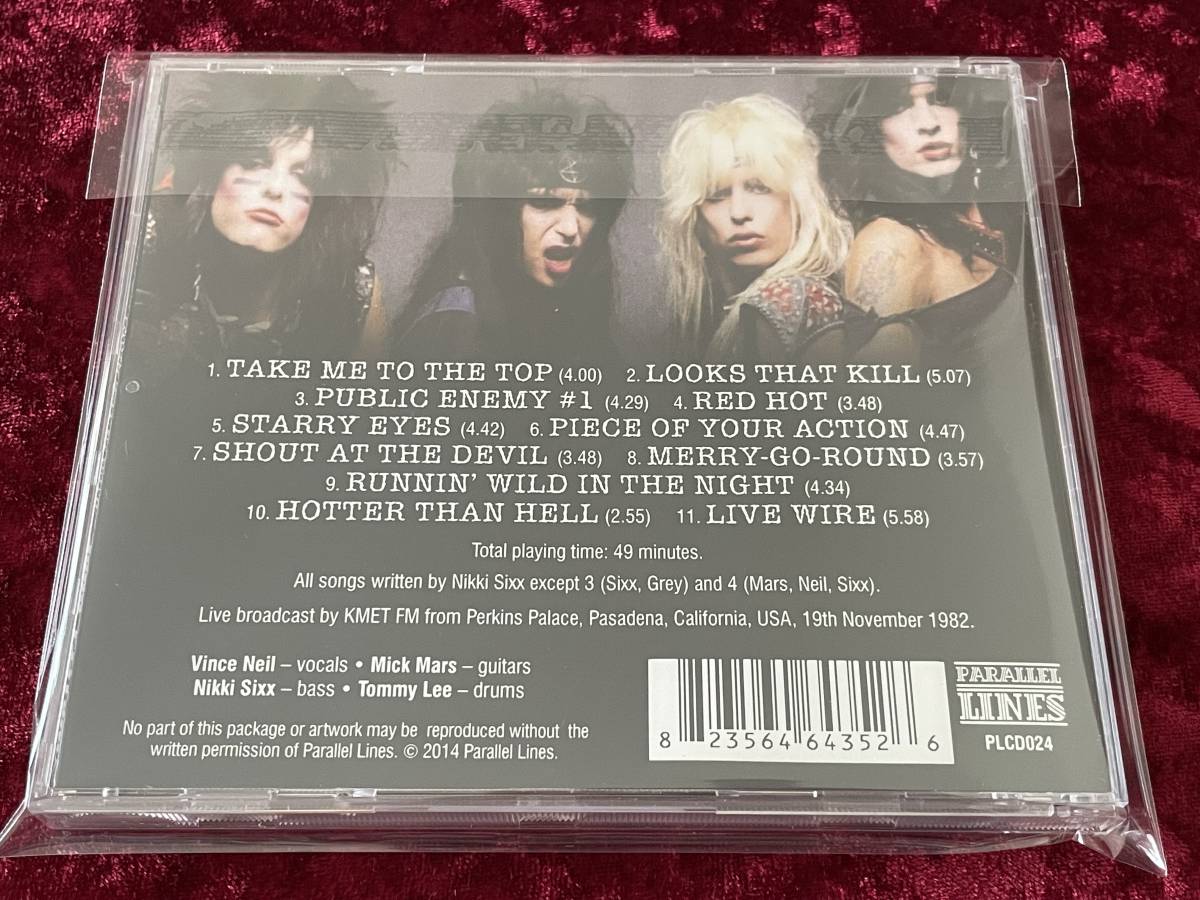 1. TAKE ME TO THE TOP (4.00) 2. LOOKS THAT KILL (5.07)
3. PUBLIC ENEMY #1 (4.29) 4. RED HOT (3.48)
5. STARRY EYES (4.42) 6. PIECE OF YOUR ACTION (4.47)
7. SHOUT AT THE DEVIL (3.48) 8. MERRY-GO-ROUND (3.57)
9. RUNNIN' WILD IN THE NIGHT (4.34)
10. HOTTER THAN HELL (2.55) 11. LIVE WIRE (5.58)
Total playing time: 49 minutes.
All songs written by Nikki Sixx except 3 (Sixx, Grey) and 4 (Mars, Neil, Sixx).
Live broadcast by KMET FM from Perkins Palace, Pasadena, California, USA, 19th November 1982.
Vince Neil – vocals • Mick Mars – guitars
Nikki Sixx – bass • Tommy Lee – drums
No part of this package or artwork may be reproduced without the
written permission of Parallel Lines. © 2014 Parallel Lines.
8 23564 64352 6
PARALLEL
LINES
PLCD024